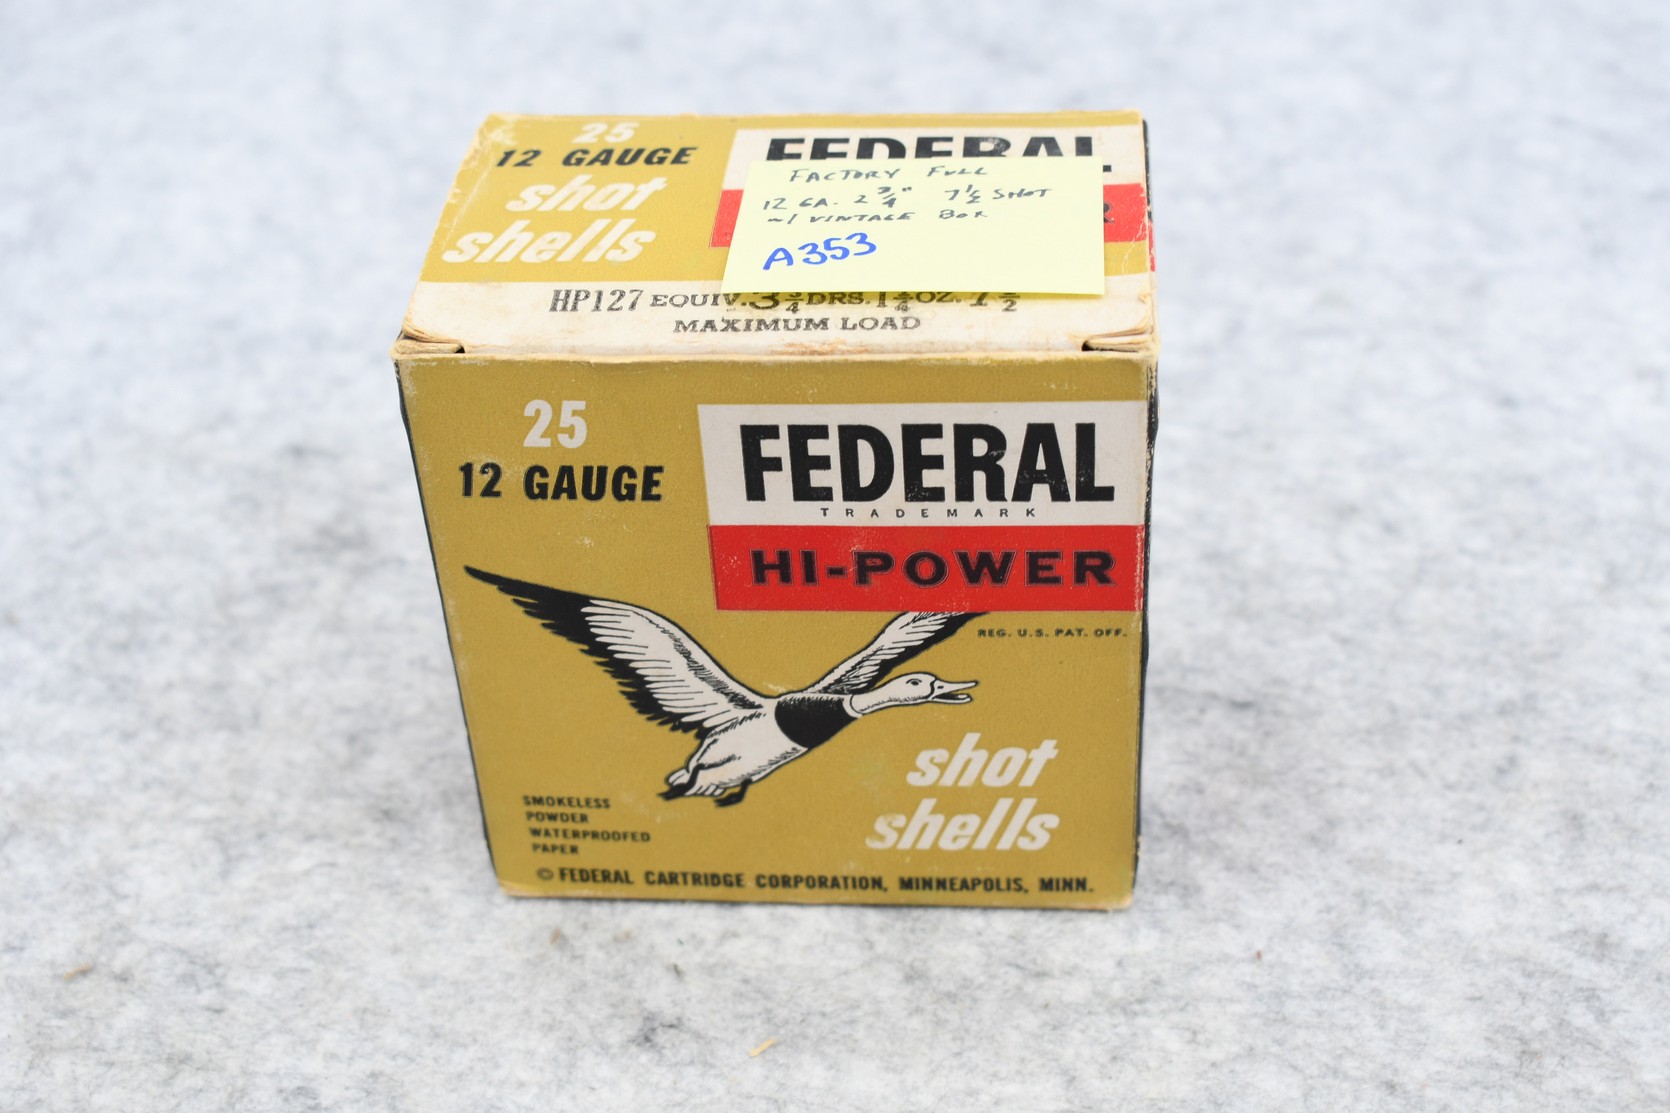 25
12 GAUGE
shot
shells
FEDERAL
FACTORY FULL
12 GA. 2 3/4" 7 1/2 SHOT
w/ VINTAGE BOX
A353
HP127 EQUIV. 3 3/4 DRS. 1 1/4 OZ. 7 1/2
MAXIMUM LOAD
25
12 GAUGE
FEDERAL
TRADEMARK
HI-POWER
REG. U.S. PAT. OFF.
shot
shells
SMOKELESS
POWDER
WATERPROOFED
PAPER
© FEDERAL CARTRIDGE CORPORATION, MINNEAPOLIS, MINN.